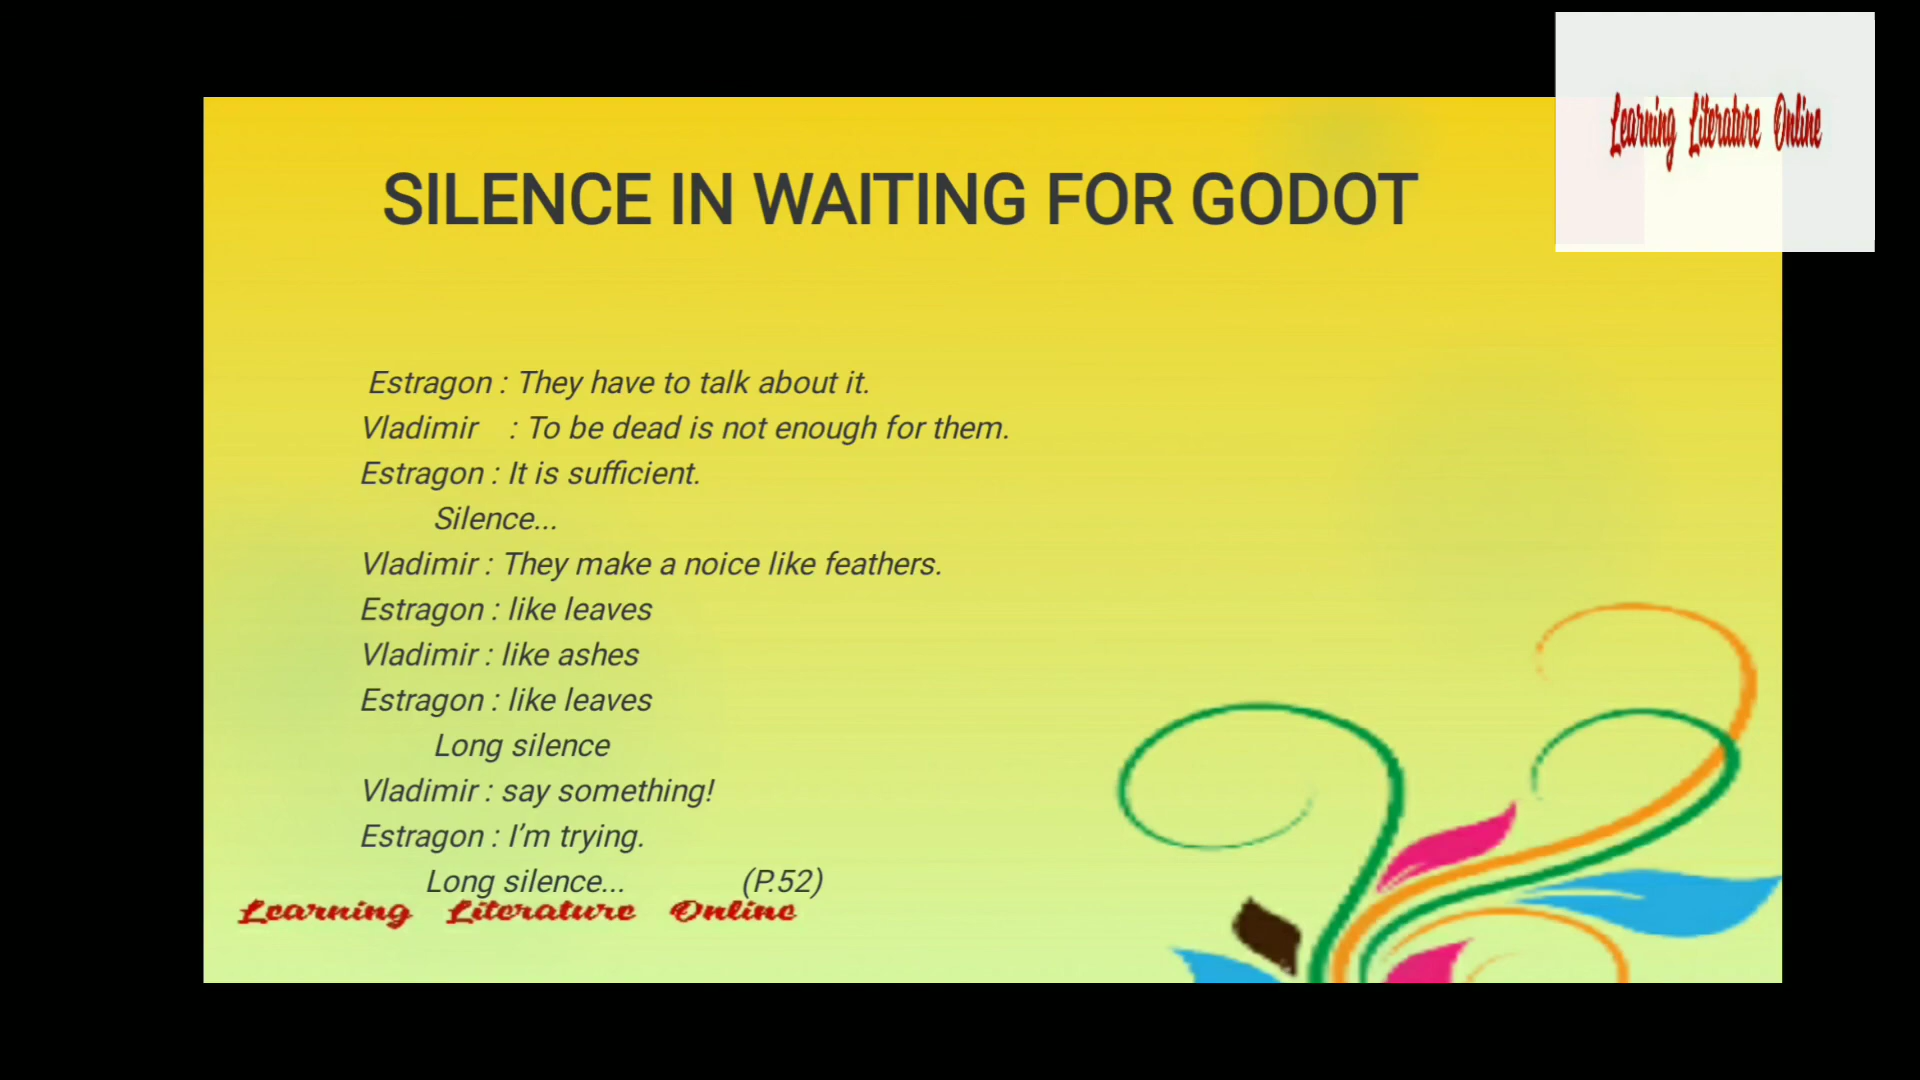 Learning Literature Online
SILENCE IN WAITING FOR GODOT
Estragon : They have to talk about it.
Vladimir : To be dead is not enough for them.
Estragon : It is sufficient.
Silence...
Vladimir : They make a noice like feathers.
Estragon : like leaves
Vladimir : like ashes
Estragon : like leaves
Long silence
Vladimir : say something!
Estragon : I’m trying.
Long silence... (P.52)
Learning Literature Online